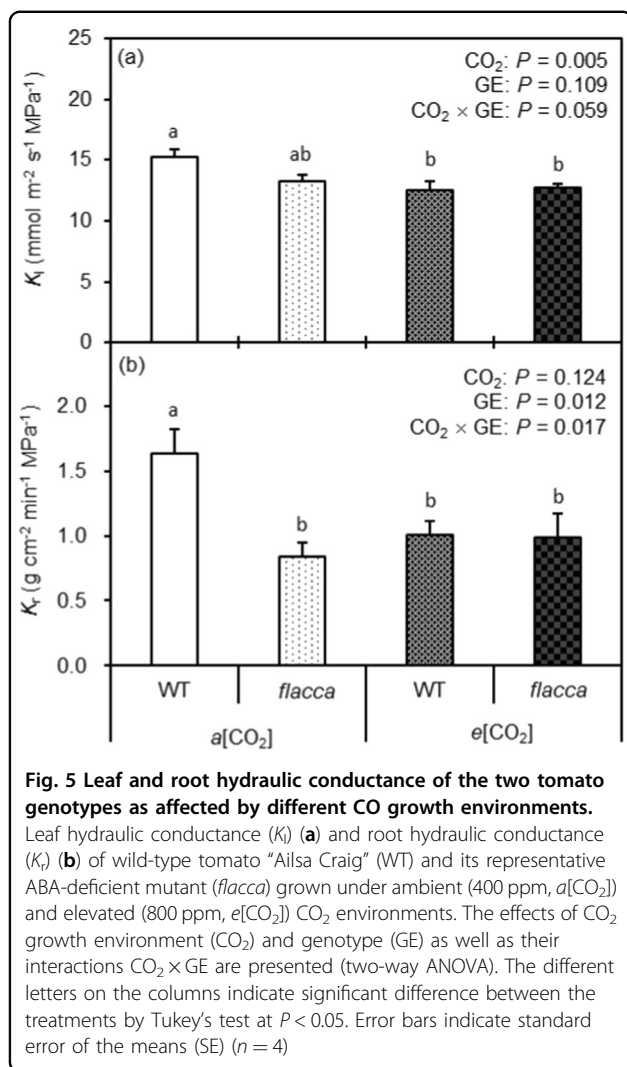 25
(a)
CO₂: P = 0.005
GE: P = 0.109
CO₂ × GE: P = 0.059
20
a
ab
b
b
15
10
5
0
Kl (mmol m⁻² s⁻¹ MPa⁻¹)
(b)
CO₂: P = 0.124
GE: P = 0.012
CO₂ × GE: P = 0.017
2.0
a
1.5
b
b
b
1.0
0.5
0.0
Kr (g cm⁻² min⁻¹ MPa⁻¹)
WT
flacca
WT
flacca
a[CO₂]
e[CO₂]
Fig. 5 Leaf and root hydraulic conductance of the two tomato
genotypes as affected by different CO growth environments.
Leaf hydraulic conductance (Kl) (a) and root hydraulic conductance
(Kr) (b) of wild-type tomato “Ailsa Craig” (WT) and its representative
ABA-deficient mutant (flacca) grown under ambient (400 ppm, a[CO₂])
and elevated (800 ppm, e[CO₂]) CO₂ environments. The effects of CO₂
growth environment (CO₂) and genotype (GE) as well as their
interactions CO₂ × GE are presented (two-way ANOVA). The different
letters on the columns indicate significant difference between the
treatments by Tukey’s test at P < 0.05. Error bars indicate standard
error of the means (SE) (n = 4)